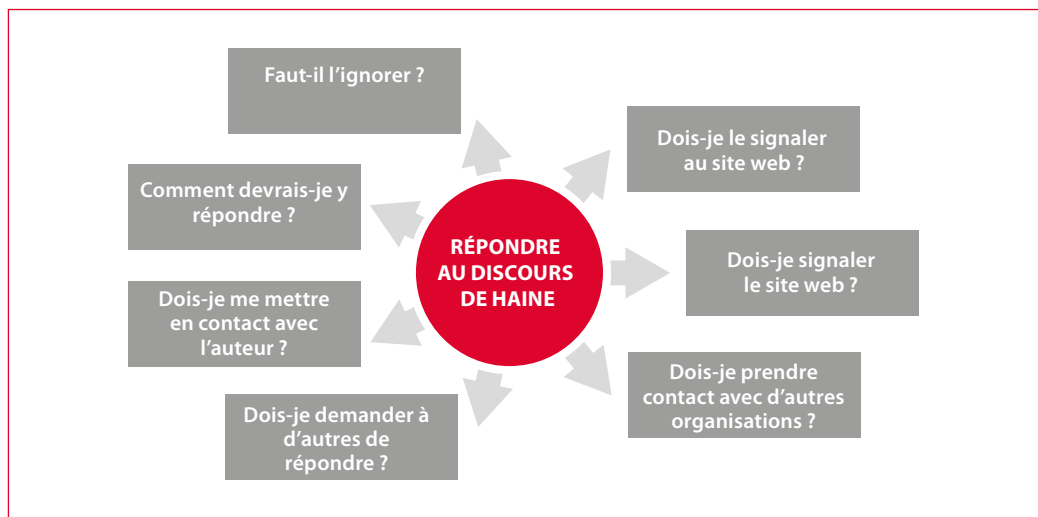 Faut-il l’ignorer ?
Dois-je le signaler
au site web ?
Comment devrais-je y
répondre ?
RÉPONDRE
AU DISCOURS
DE HAINE
Dois-je signaler
le site web ?
Dois-je me mettre
en contact avec
l’auteur ?
Dois-je prendre
contact avec d’autres
organisations ?
Dois-je demander à
d’autres de
répondre ?